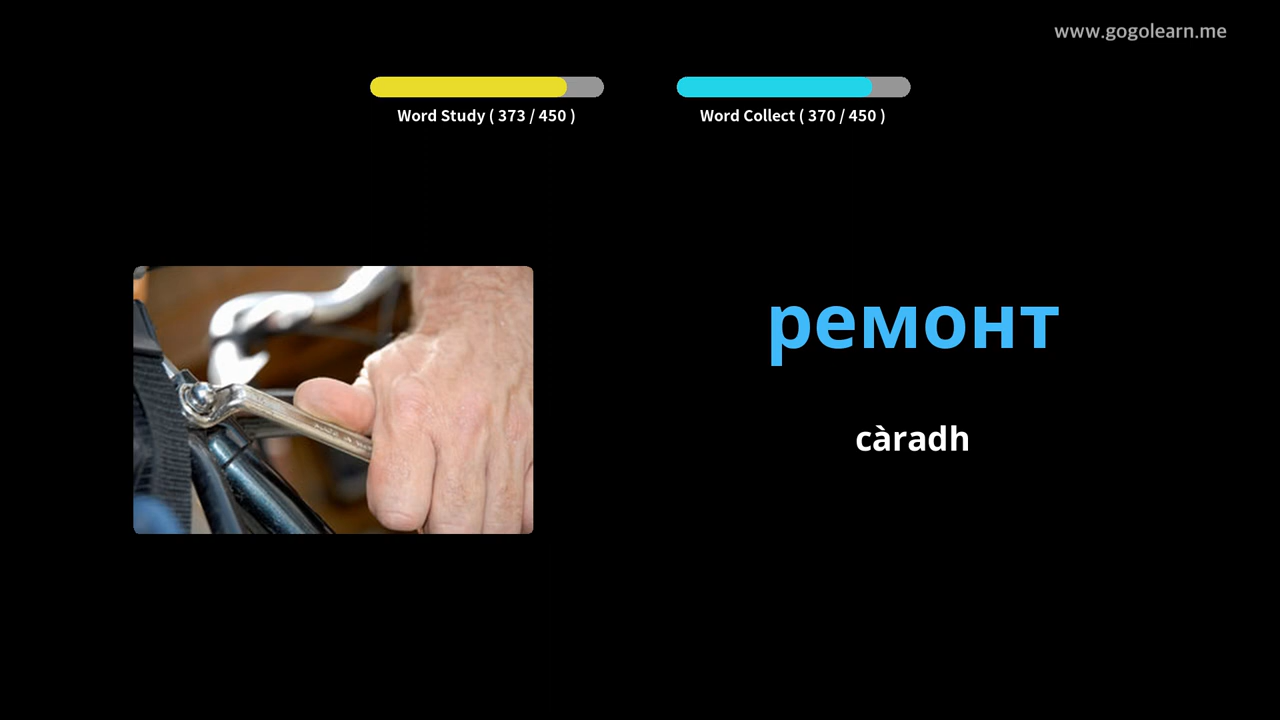 www.gogolearn.me
Word Study ( 373 / 450 )
Word Collect ( 370 / 450 )
ремонт
càradh